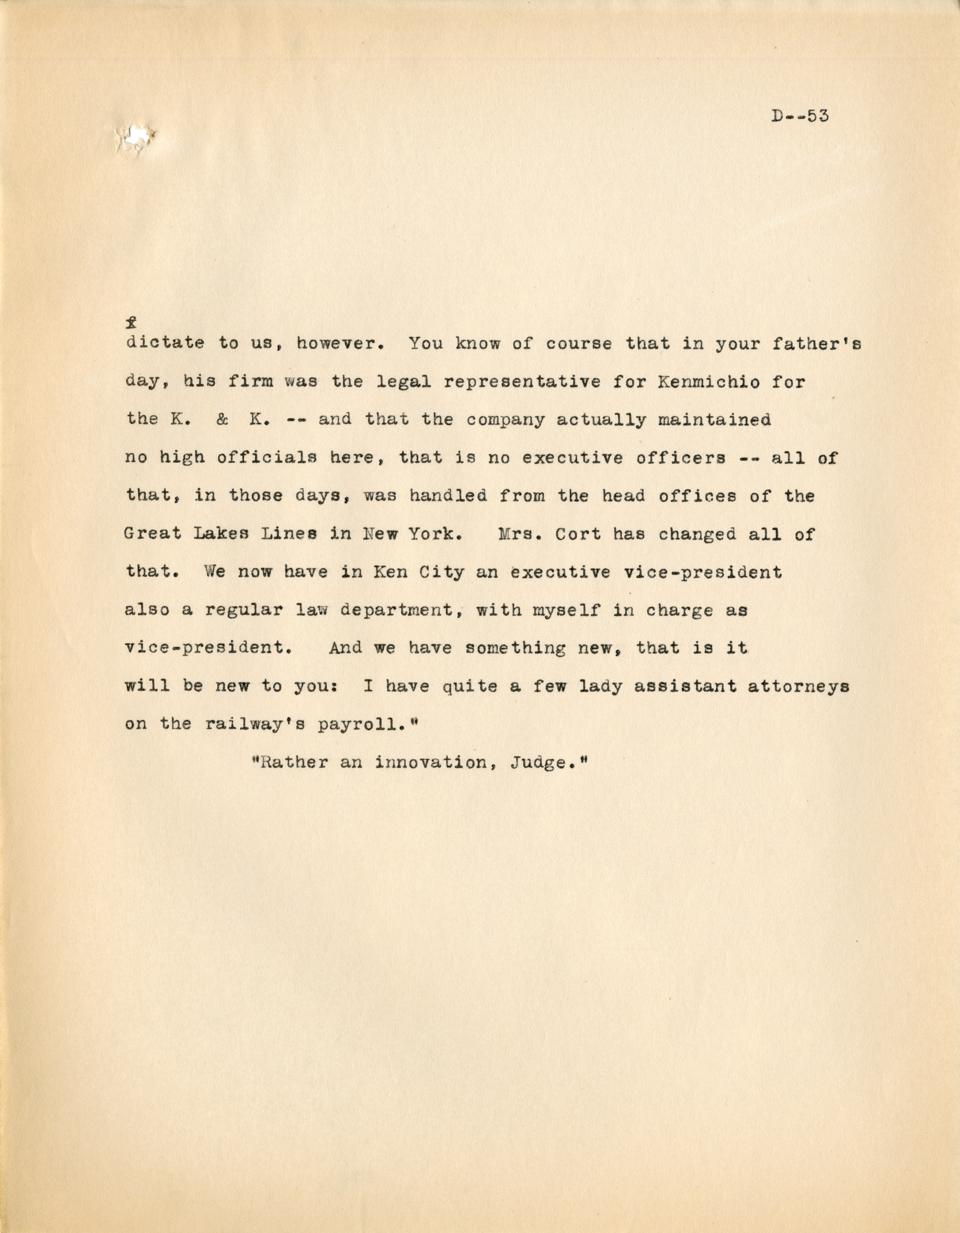 D--53
dictate to us, however.  You know of course that in your father's
day, his firm was the legal representative for Kenmichio for
the K.  &  K. -- and that the company actually maintained
no high officials here, that is no executive officers -- all of
that, in those days, was handled from the head offices of the
Great Lakes Lines in New York.   Mrs. Cort has changed all of
that.  We now have in Ken City an executive vice-president
also a regular law department, with myself in charge as
vice-president.   And we have something new, that is it
will be new to you:  I have quite a few lady assistant attorneys
on the railway's payroll."
"Rather an innovation, Judge."